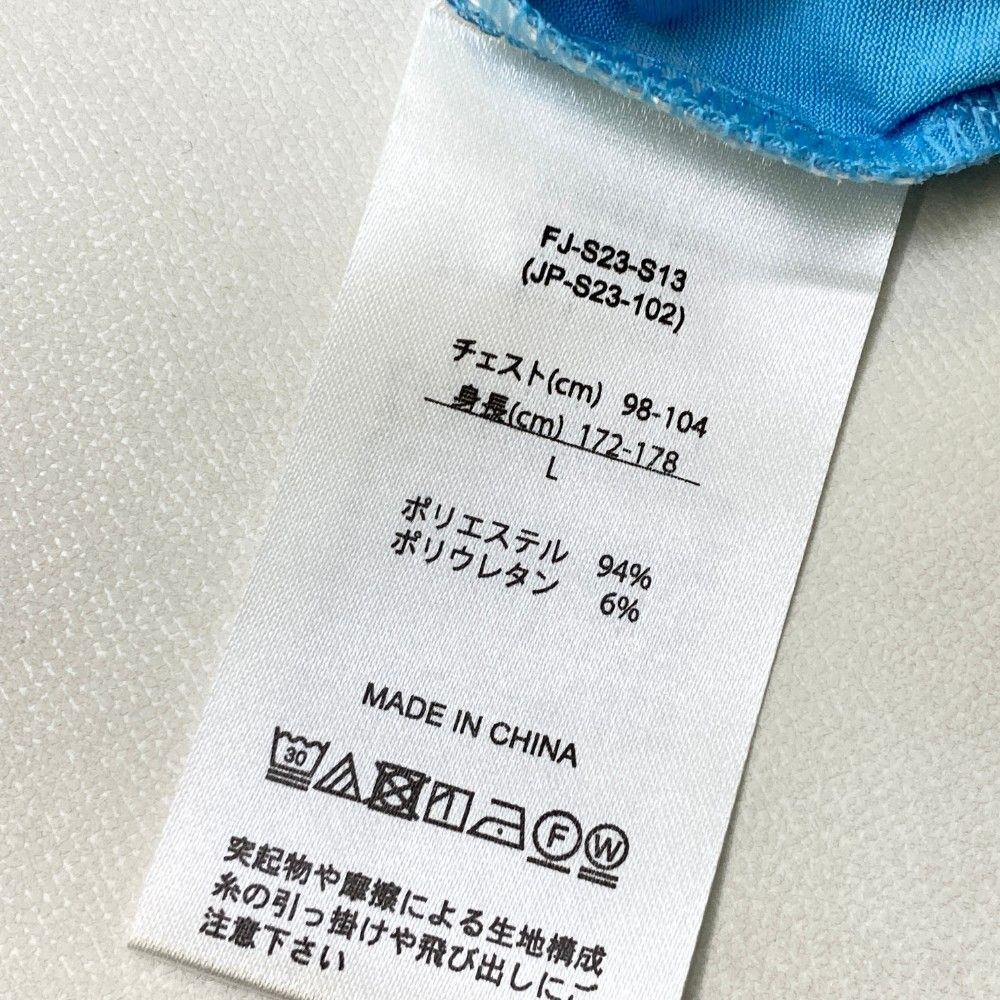 FJ-S23-S13
(JP-S23-102)
チェスト(cm) 98-104
身長(cm) 172-178
L
ポリエステル 94%
ポリウレタン 6%
MADE IN CHINA
30
F
W
突起物や摩擦による生地構成
糸の引っ掛けや飛び出しにご
注意下さい